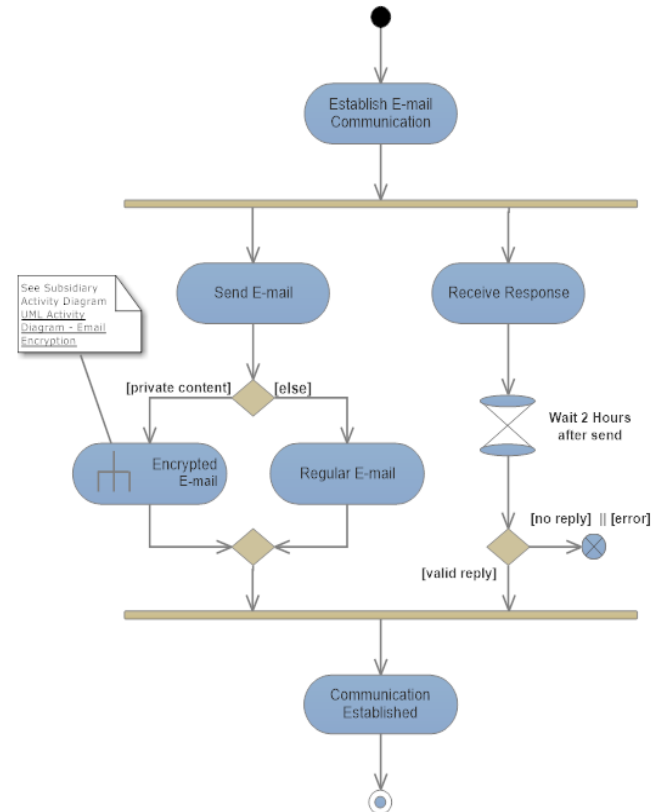 Establish E-mail
Communication
Send E-mail
Receive Response
See Subsidiary
Activity Diagram
UML Activity
Diagram - Email
Encryption
[private content]
[else]
Wait 2 Hours
after send
Encrypted
E-mail
Regular E-mail
[no reply] || [error]
[valid reply]
Communication
Established